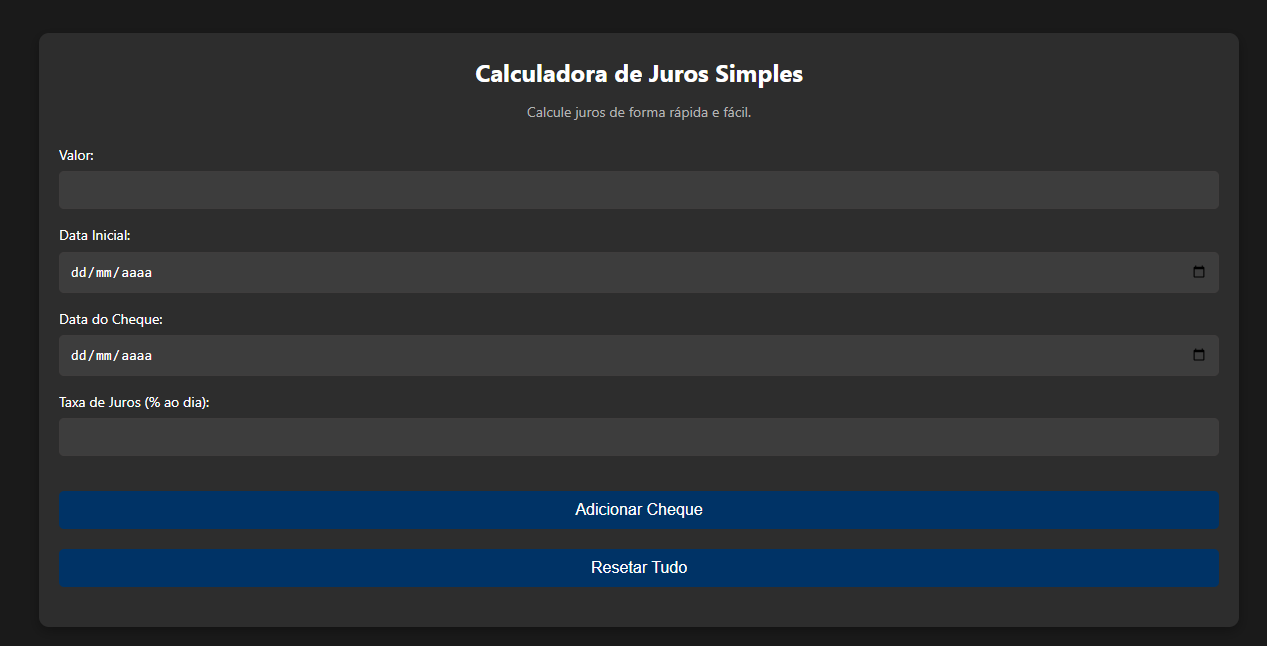 Calculadora de Juros Simples
Calcule juros de forma rápida e fácil.
Valor:
Data Inicial:
dd/mm/aaaa
Data do Cheque:
dd/mm/aaaa
Taxa de Juros (% ao dia):
Adicionar Cheque
Resetar Tudo